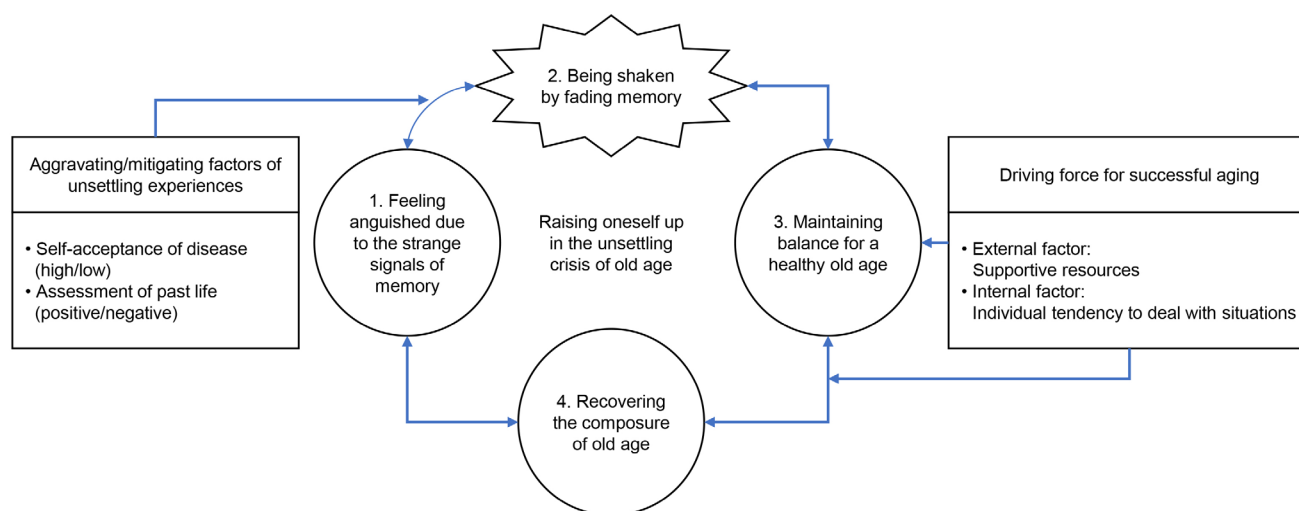 2. Being shaken
by fading memory
Aggravating/mitigating factors of
unsettling experiences
• Self-acceptance of disease
(high/low)
• Assessment of past life
(positive/negative)
1. Feeling
anguished due
to the strange
signals of
memory
Raising oneself up
in the unsettling
crisis of old age
3. Maintaining
balance for a
healthy old age
Driving force for successful aging
• External factor:
Supportive resources
• Internal factor:
Individual tendency to deal with situations
4. Recovering
the composure
of old age